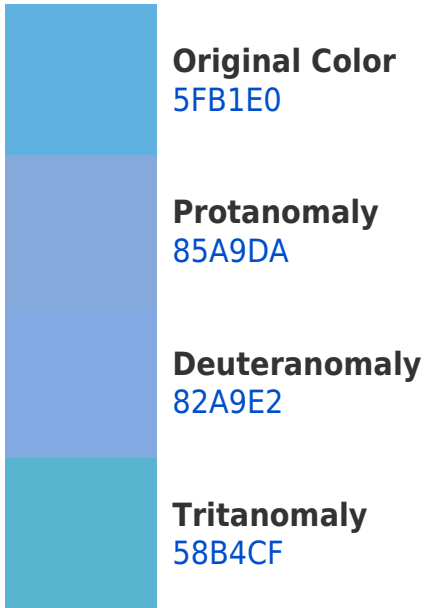 Original Color
5FB1E0
Protanomaly
85A9DA
Deuteranomaly
82A9E2
Tritanomaly
58B4CF